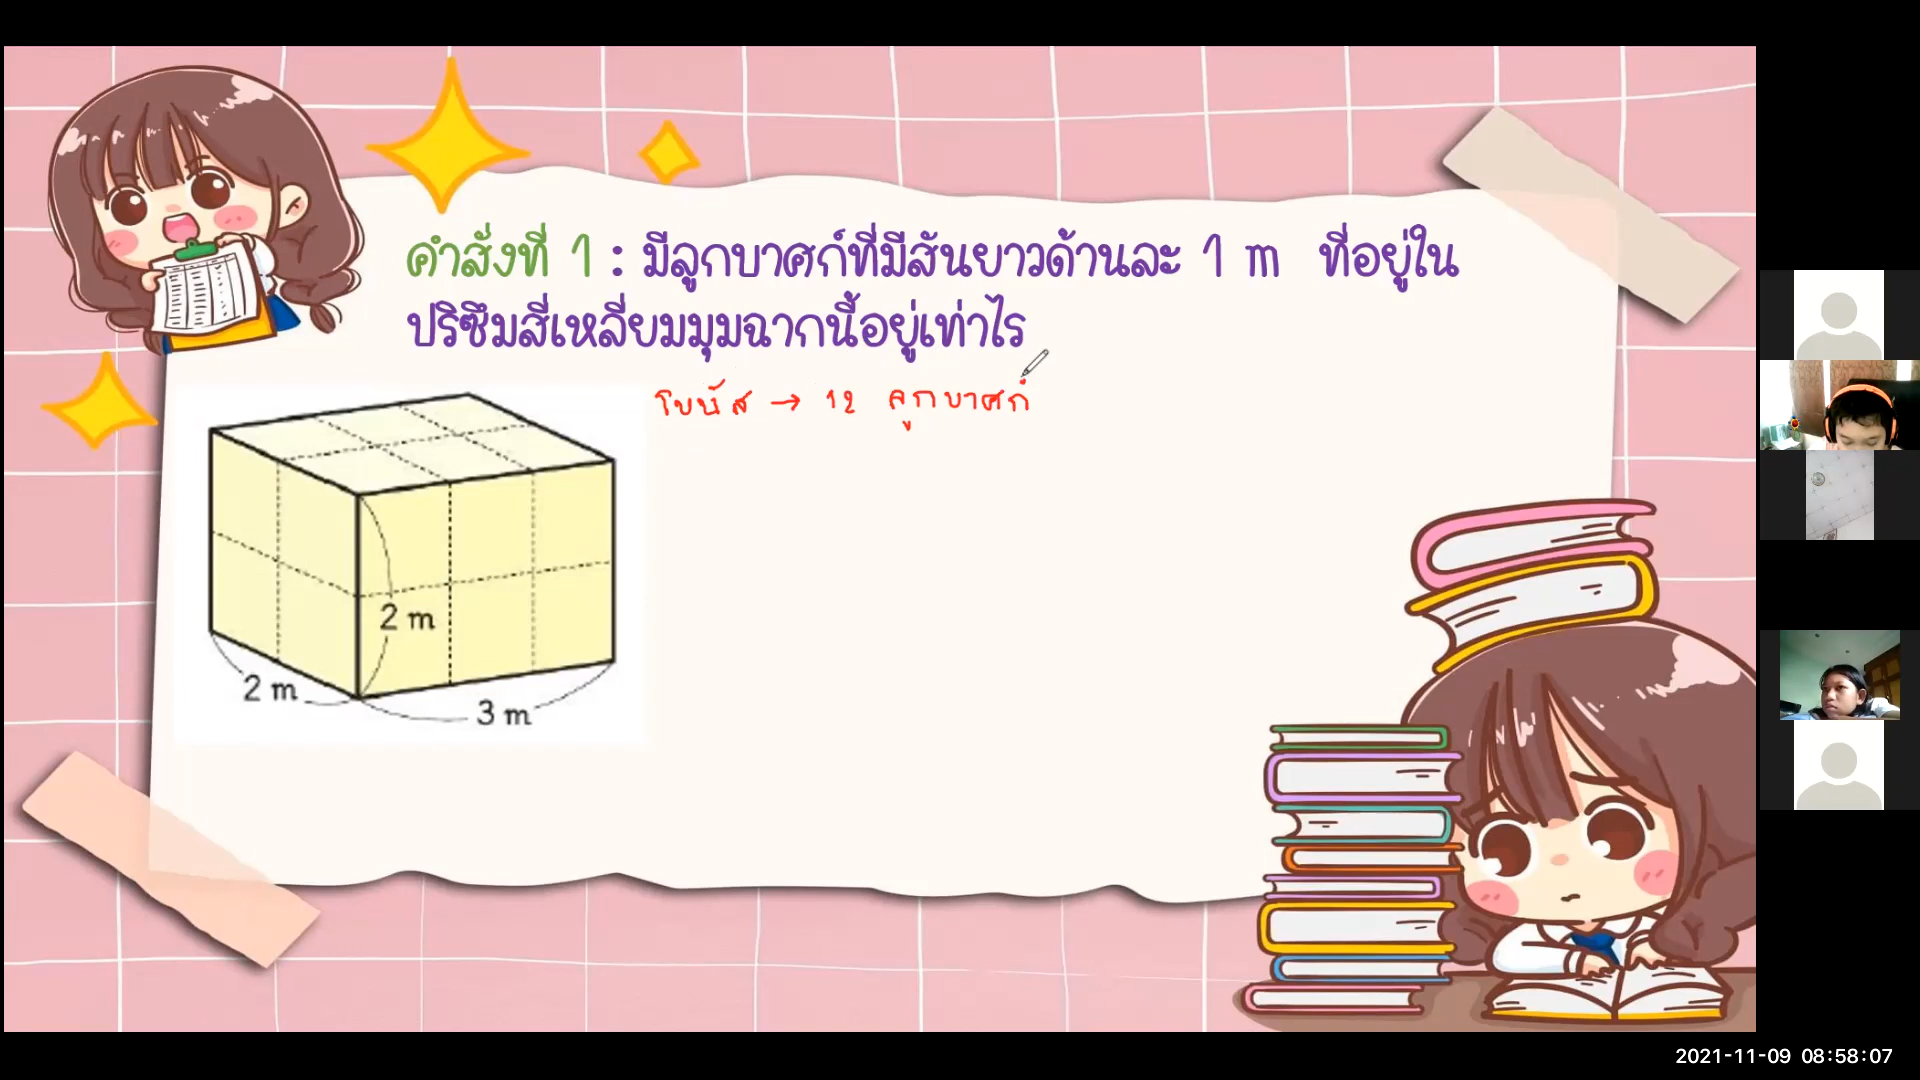 คำสั่งที่ 1 : มีลูกบาศก์ที่มีสันยาวด้านละ 1 m ที่อยู่ใน
ปริซึมสี่เหลี่ยมมุมฉากนี้อยู่เท่าไร
โบนัส → 12 ลูกบาศก์
2 m
2 m
3 m
2021-11-09 08:58:07